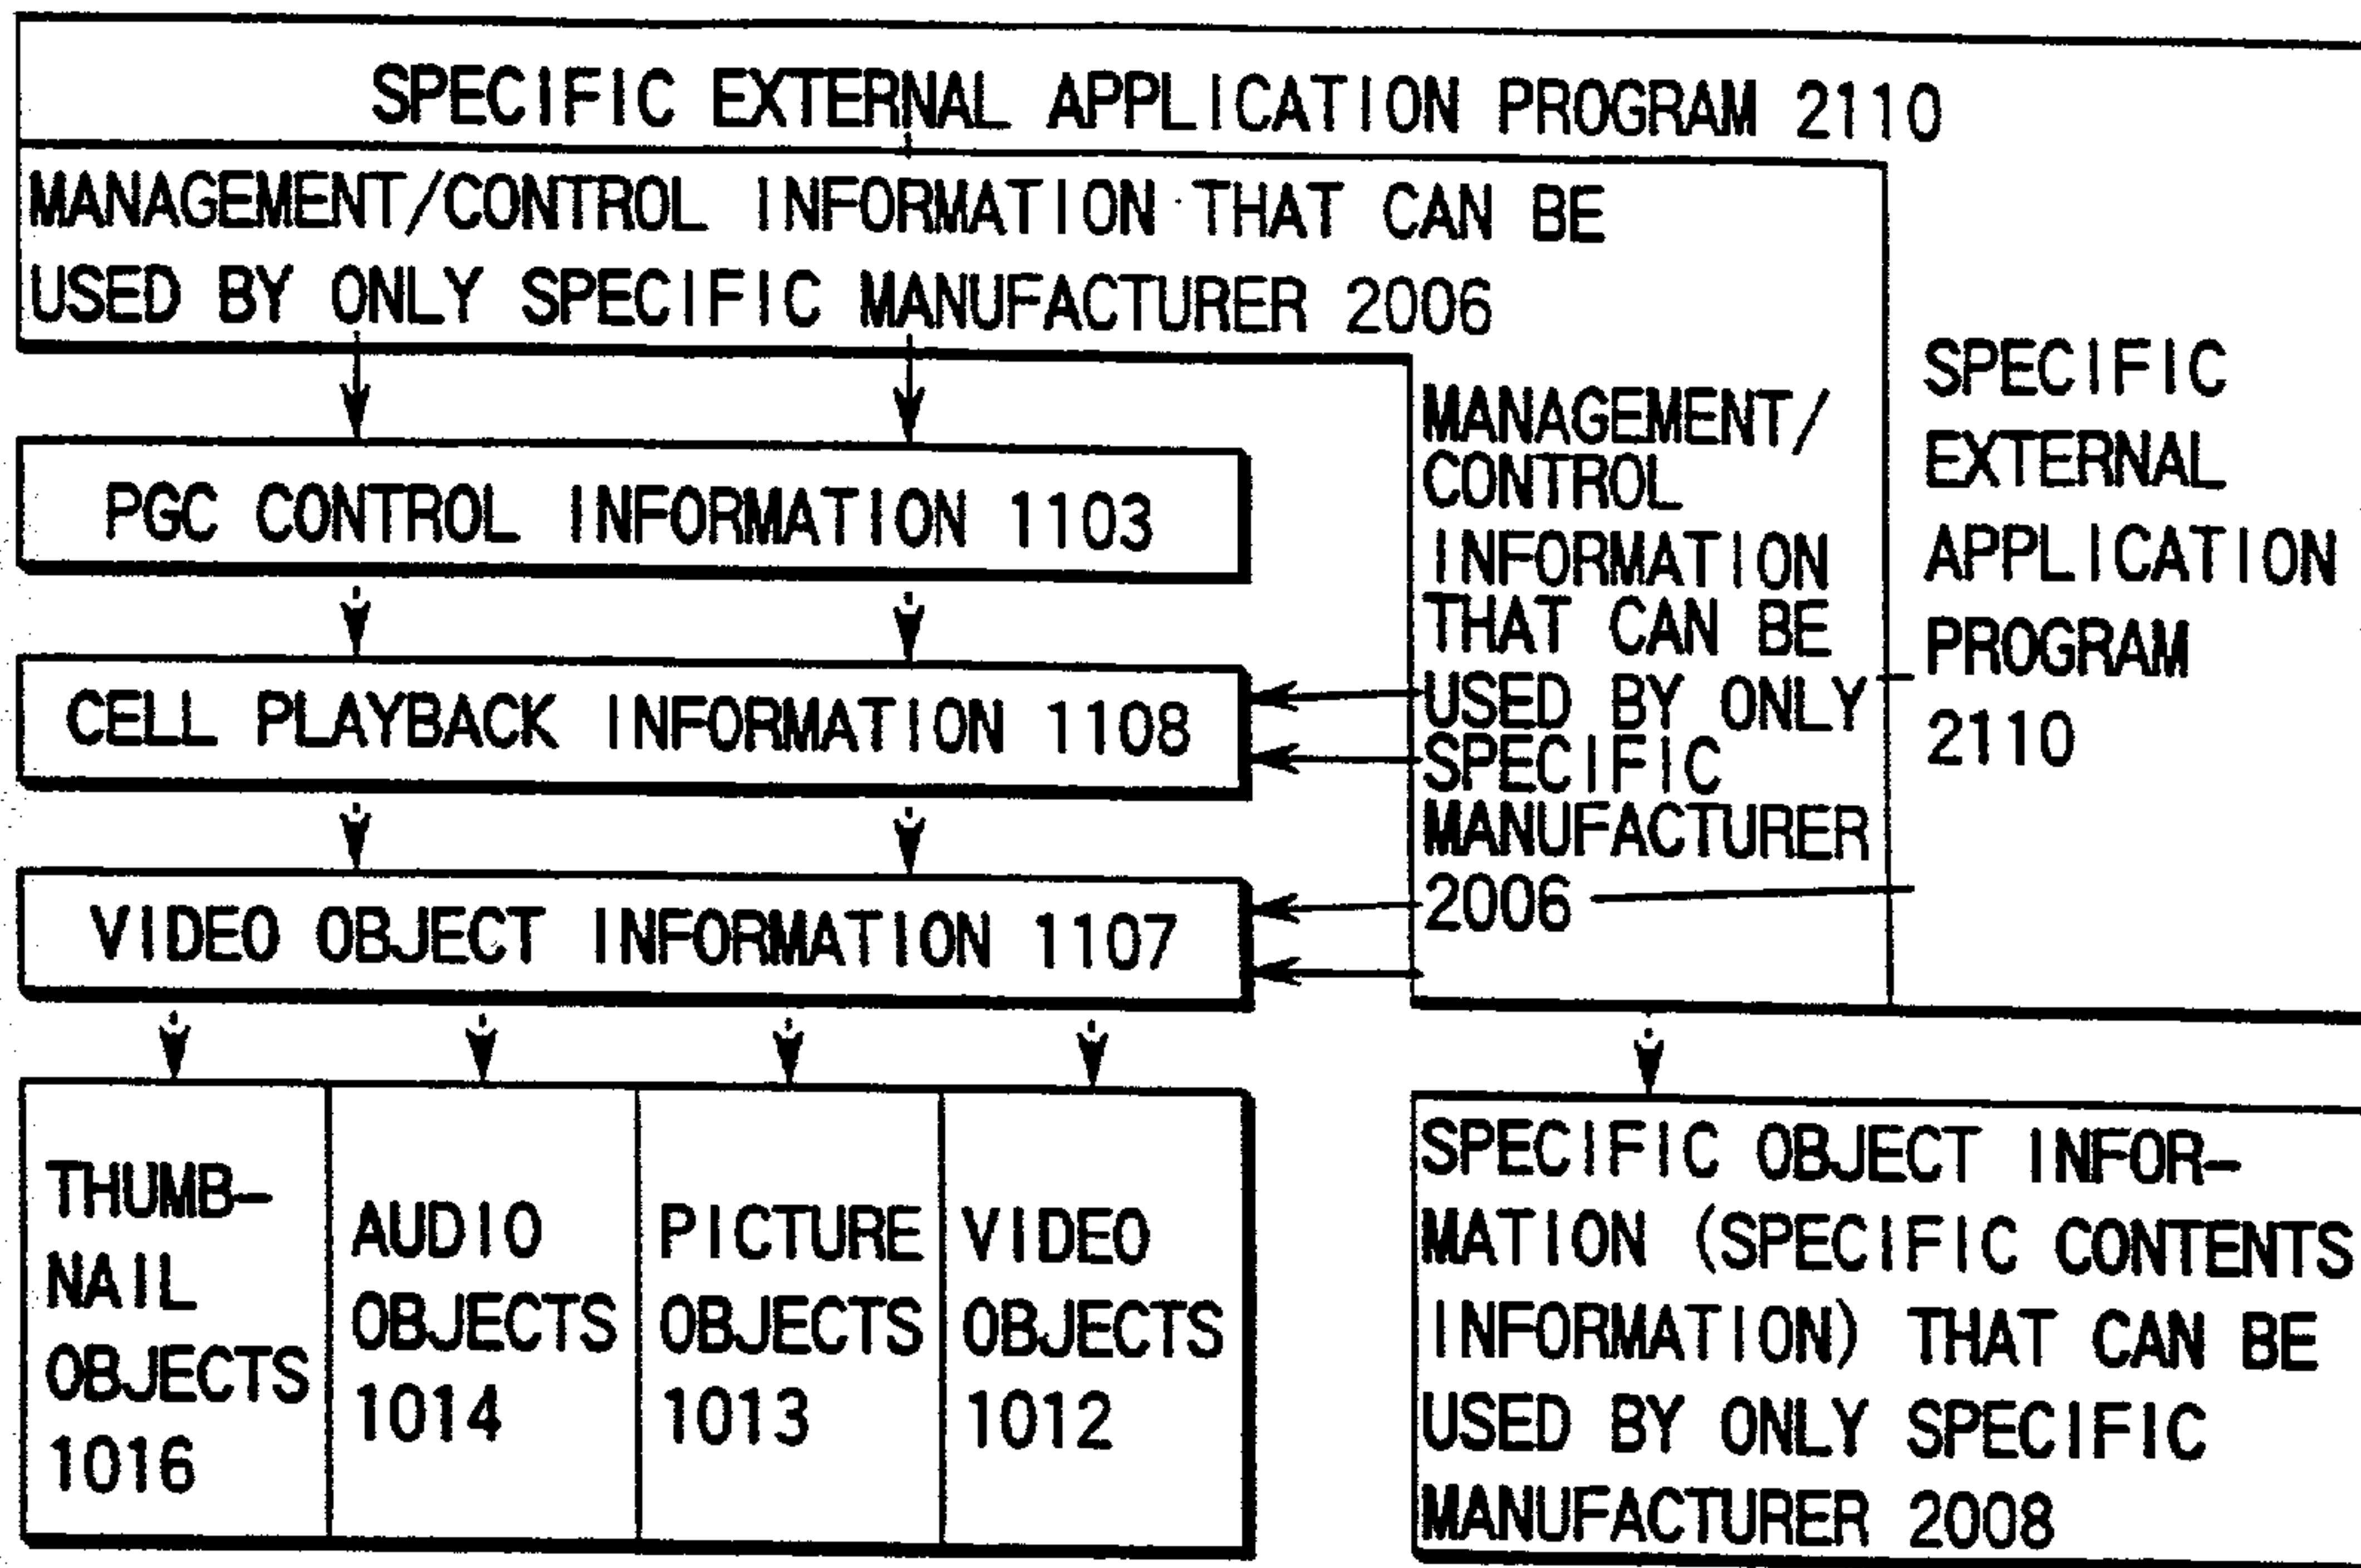 SPECIFIC EXTERNAL APPLICATION PROGRAM 2110
MANAGEMENT/CONTROL INFORMATION THAT CAN BE
USED BY ONLY SPECIFIC MANUFACTURER 2006
PGC CONTROL INFORMATION 1103
CELL PLAYBACK INFORMATION 1108
VIDEO OBJECT INFORMATION 1107
MANAGEMENT/
CONTROL
INFORMATION
THAT CAN BE
USED BY ONLY
SPECIFIC
MANUFACTURER
2006
SPECIFIC
EXTERNAL
APPLICATION
PROGRAM
2110
THUMB-
NAIL
OBJECTS
1016
AUDIO
OBJECTS
1014
PICTURE
OBJECTS
1013
VIDEO
OBJECTS
1012
SPECIFIC OBJECT INFOR-
MATION (SPECIFIC CONTENTS
INFORMATION) THAT CAN BE
USED BY ONLY SPECIFIC
MANUFACTURER 2008